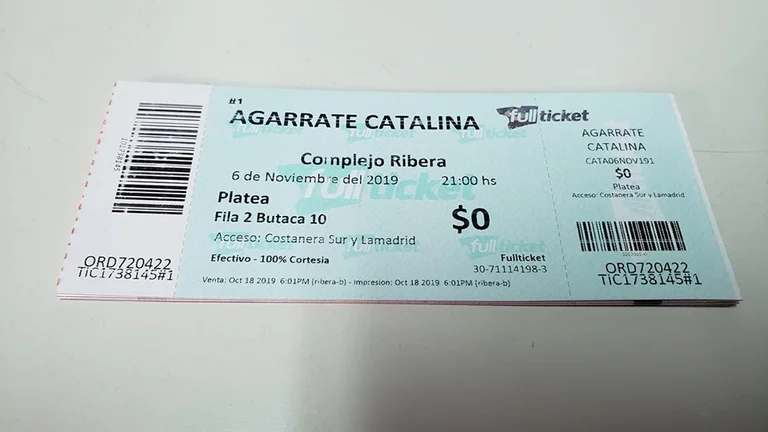 #1
AGARRATE CATALINA
fullticket
Complejo Ribera
6 de Noviembre del 2019 21:00 hs
Platea
Fila 2 Butaca 10
$0
Acceso: Costanera Sur y Lamadrid
Efectivo - 100% Cortesia
Fullticket
30-71114198-3
Venta: Oct 18 2019 6:01PM (ribera-b) - Impresion: Oct 18 2019 6:01PM (ribera-b)
ORD720422
TIC1738145#1
AGARRATE
CATALINA
CATA06NOV191
$0
Platea
Acceso: Costanera Sur y Lamadrid
ORD720422
TIC1738145#1